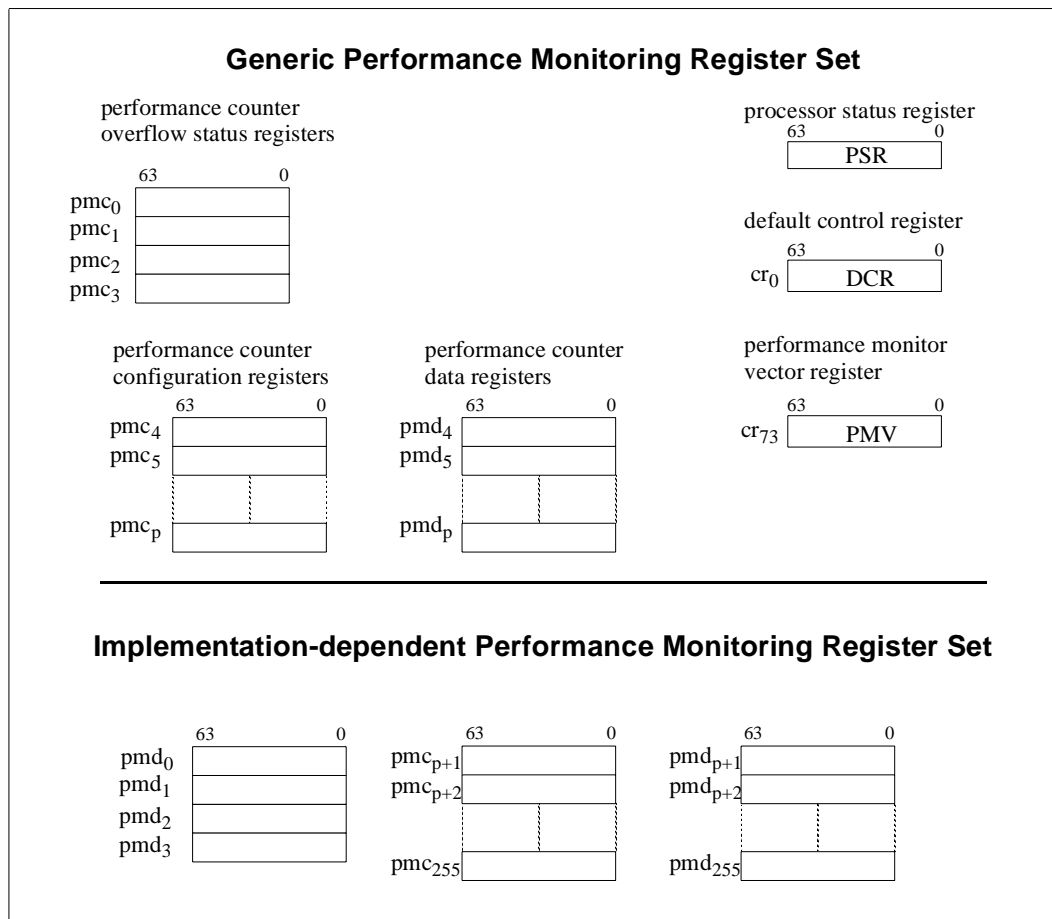 Generic Performance Monitoring Register Set
performance counter
overflow status registers
63 0
pmc0
pmc1
pmc2
pmc3
processor status register
63 0
PSR
default control register
63 0
cr0 DCR
performance monitor
vector register
63 0
cr73 PMV
performance counter
configuration registers
63 0
pmc4
pmc5
pmcp
performance counter
data registers
63 0
pmd4
pmd5
pmdp
Implementation-dependent Performance Monitoring Register Set
63 0
pmd0
pmd1
pmd2
pmd3
63 0
pmcp+1
pmcp+2
pmc255
63 0
pmdp+1
pmdp+2
pmd255